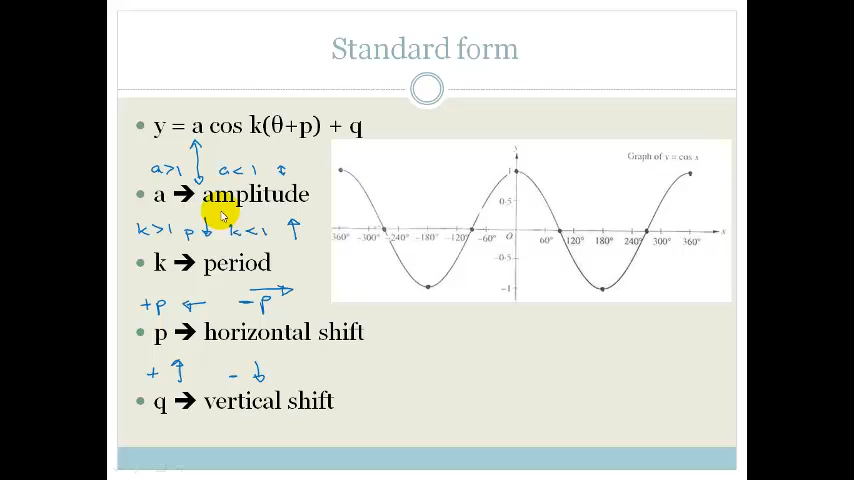 Standard form
• y = a cos k(θ+p) + q
a>1 ↕ a<1 ↕
• a ➔ amplitude
k>1 p↓ k<1 ↑
• k ➔ period
+p ← -p →
• p ➔ horizontal shift
+ ↑ - ↓
• q ➔ vertical shift
Graph of y = cos x
y
1
0·5
360° −300° −240° −180° −120° −60° O 60° 120° 180° 240° 300° 360° x
−0·5
−1